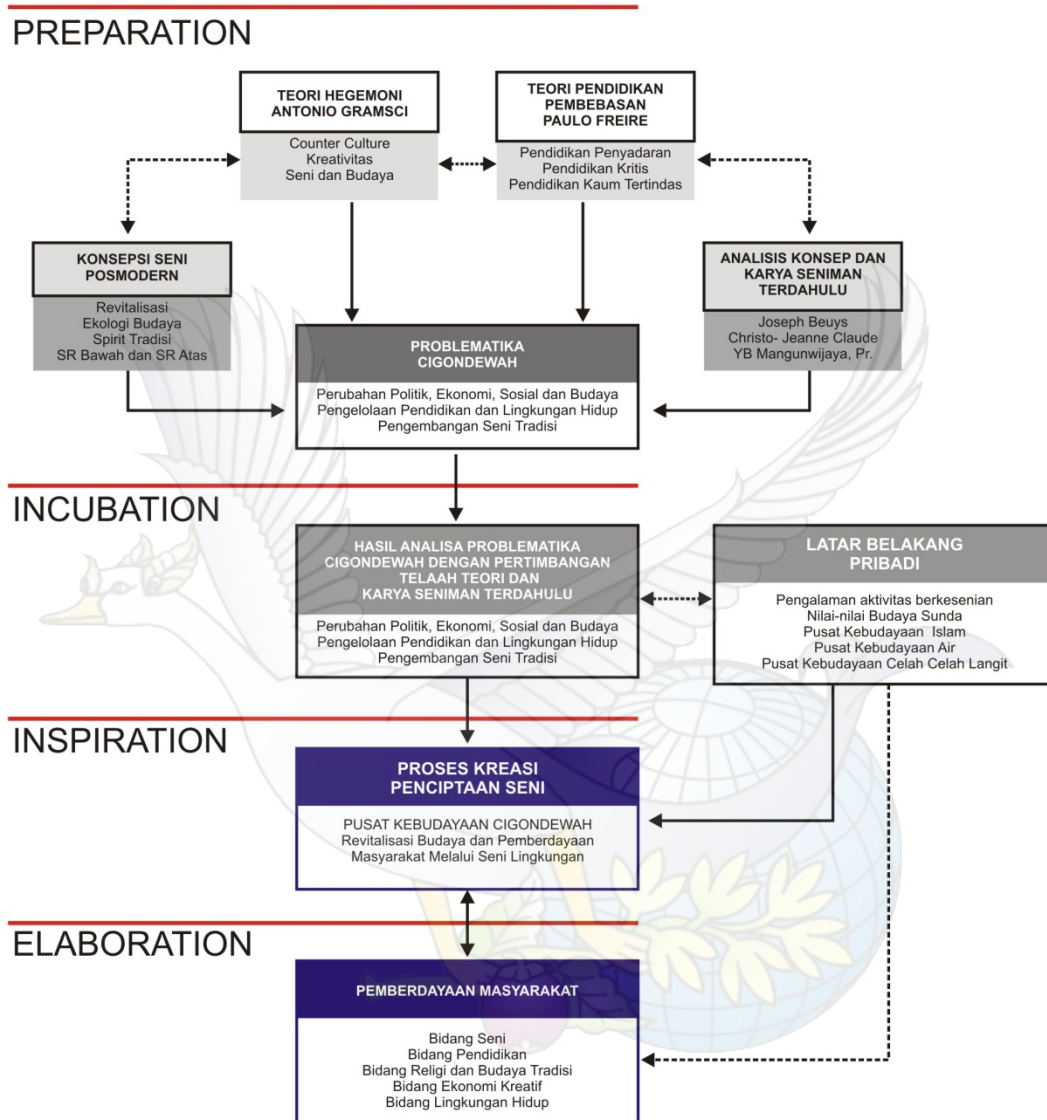 PREPARATION
TEORI HEGEMONI
ANTONIO GRAMSCI
Counter Culture
Kreativitas
Seni dan Budaya
TEORI PENDIDIKAN
PEMBEBASAN
PAULO FREIRE
Pendidikan Penyadaran
Pendidikan Kritis
Pendidikan Kaum Tertindas
KONSEPSI SENI
POSMODERN
Revitalisasi
Ekologi Budaya
Spirit Tradisi
SR Bawah dan SR Atas
ANALISIS KONSEP DAN
KARYA SENIMAN
TERDAHULU
Joseph Beuys
Christo- Jeanne Claude
YB Mangunwijaya, Pr.
PROBLEMATIKA
CIGONDEWAH
Perubahan Politik, Ekonomi, Sosial dan Budaya
Pengelolaan Pendidikan dan Lingkungan Hidup
Pengembangan Seni Tradisi
INCUBATION
HASIL ANALISA PROBLEMATIKA
CIGONDEWAH DENGAN PERTIMBANGAN
TELAAH TEORI DAN
KARYA SENIMAN TERDAHULU
Perubahan Politik, Ekonomi, Sosial dan Budaya
Pengelolaan Pendidikan dan Lingkungan Hidup
Pengembangan Seni Tradisi
LATAR BELAKANG
PRIBADI
Pengalaman aktivitas berkesenian
Nilai-nilai Budaya Sunda
Pusat Kebudayaan Islam
Pusat Kebudayaan Air
Pusat Kebudayaan Celah Celah Langit
INSPIRATION
PROSES KREASI
PENCIPTAAN SENI
PUSAT KEBUDAYAAN CIGONDEWAH
Revitalisasi Budaya dan Pemberdayaan
Masyarakat Melalui Seni Lingkungan
ELABORATION
PEMBERDAYAAN MASYARAKAT
Bidang Seni
Bidang Pendidikan
Bidang Religi dan Budaya Tradisi
Bidang Ekonomi Kreatif
Bidang Lingkungan Hidup